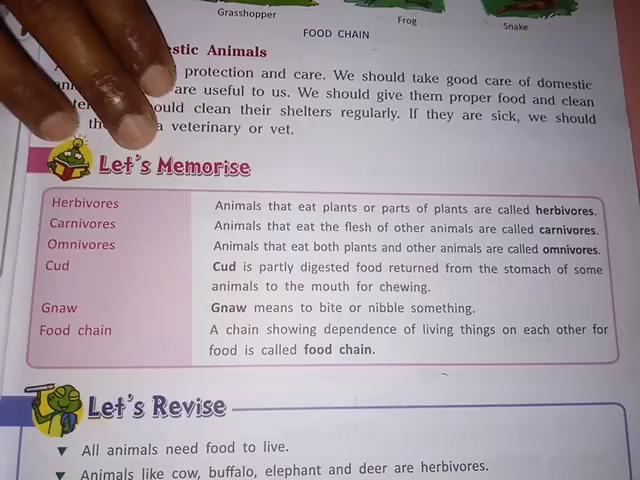 Grasshopper
Frog
Snake
FOOD CHAIN
estic Animals
protection and care. We should take good care of domestic
are useful to us. We should give them proper food and clean
ould clean their shelters regularly. If they are sick, we should
a veterinary or vet.
Let's Memorise
Herbivores Animals that eat plants or parts of plants are called herbivores.
Carnivores Animals that eat the flesh of other animals are called carnivores.
Omnivores Animals that eat both plants and other animals are called omnivores.
Cud Cud is partly digested food returned from the stomach of some
animals to the mouth for chewing.
Gnaw Gnaw means to bite or nibble something.
Food chain A chain showing dependence of living things on each other for
food is called food chain.
Let's Revise
▼ All animals need food to live.
▼ Animals like cow, buffalo, elephant and deer are herbivores.